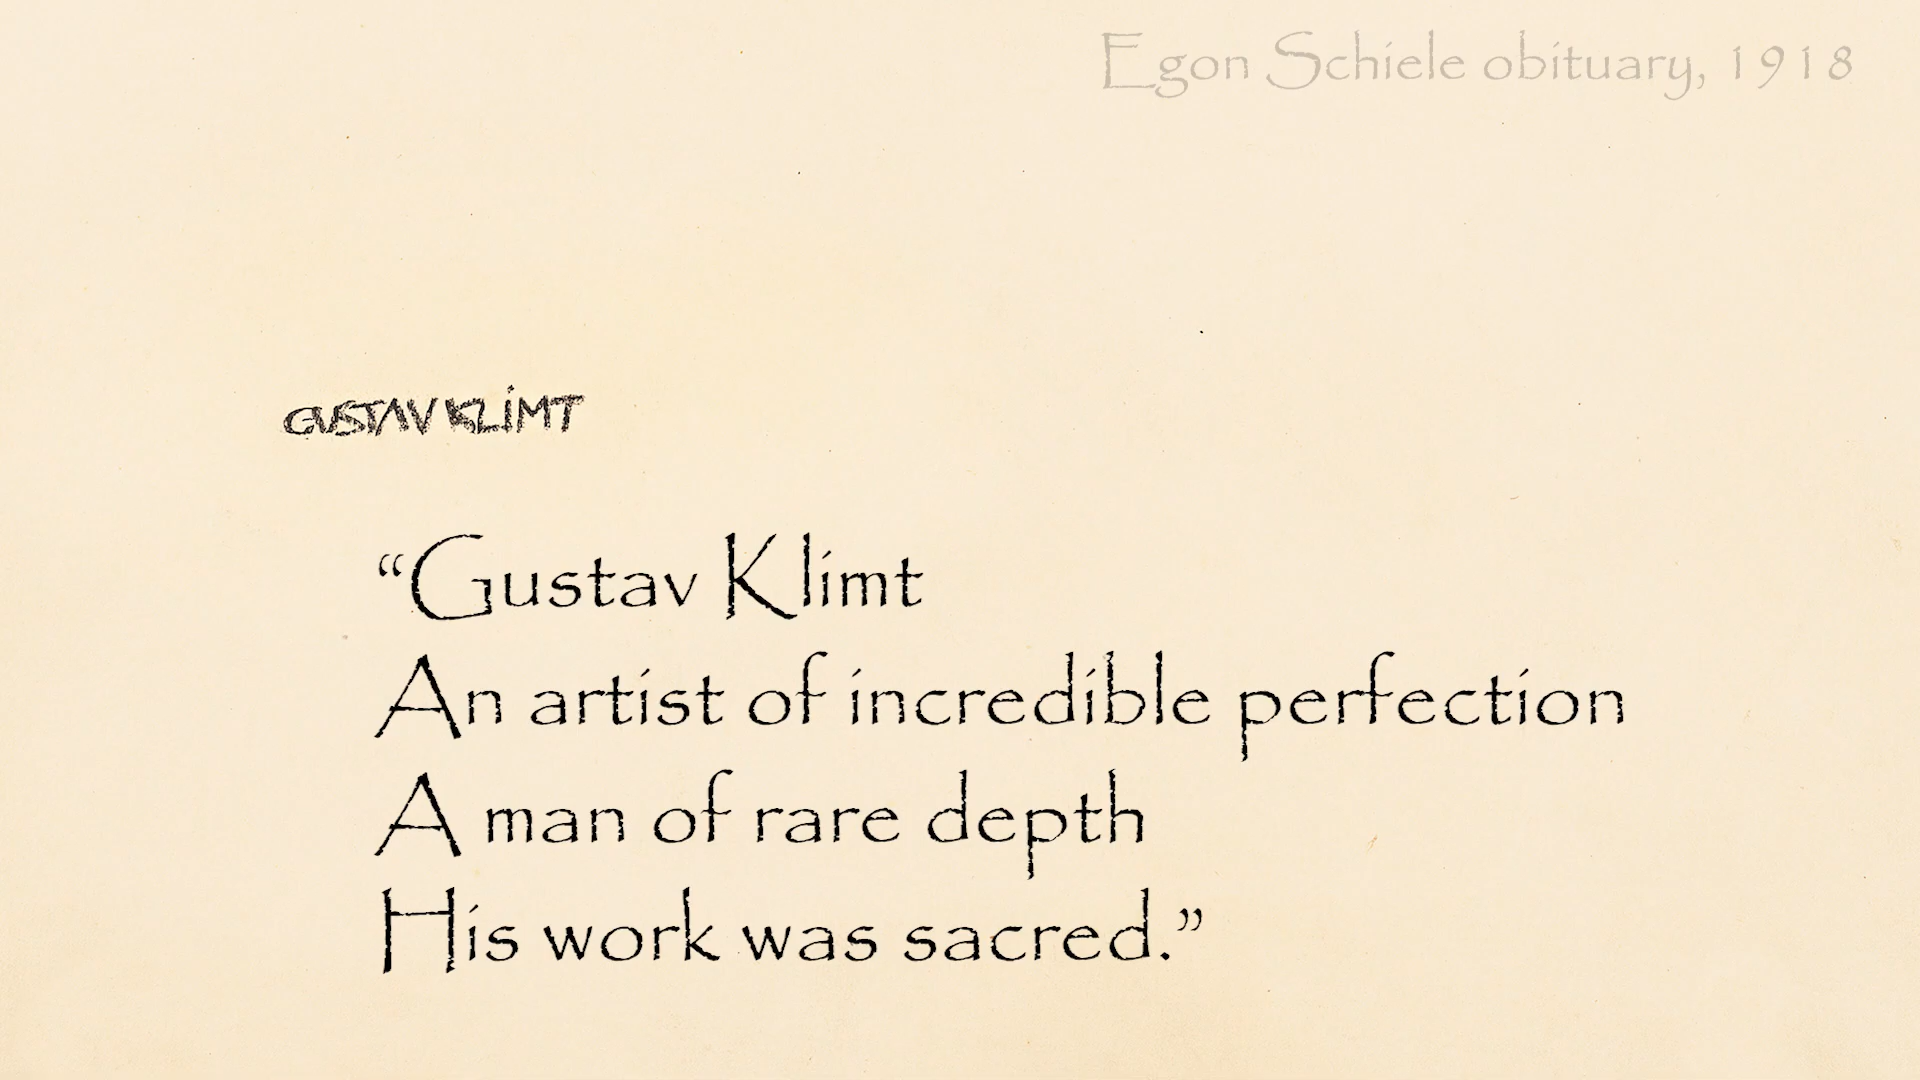 Egon Schiele obituary, 1918
GUSTAV KLiMT
“Gustav Klimt
An artist of incredible perfection
A man of rare depth
His work was sacred.”